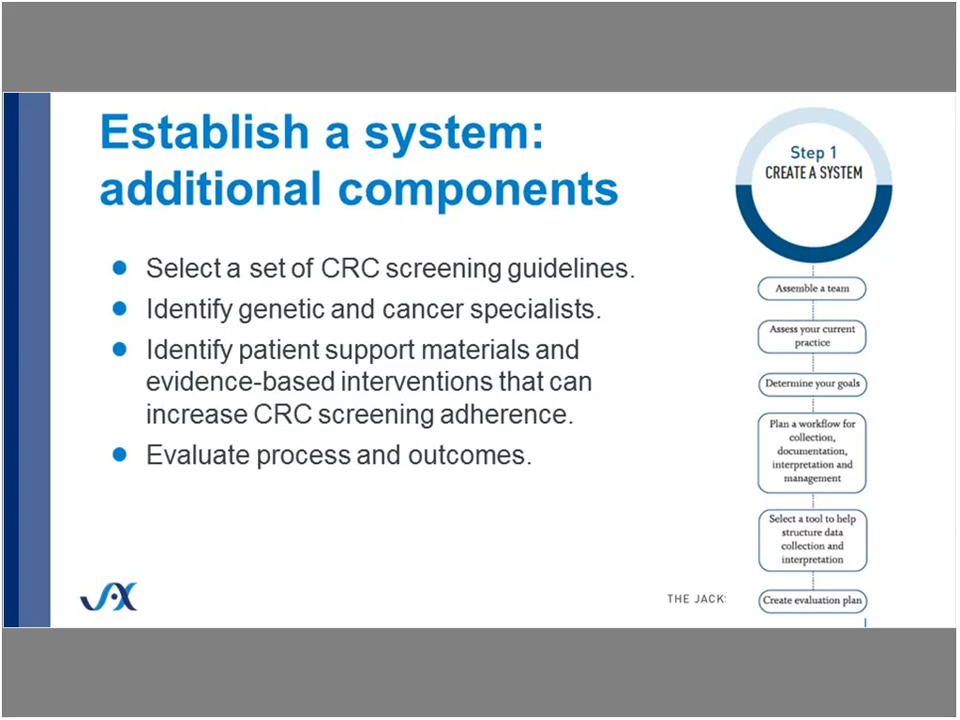 Establish a system:
additional components
Select a set of CRC screening guidelines.
Identify genetic and cancer specialists.
Identify patient support materials and
evidence-based interventions that can
increase CRC screening adherence.
Evaluate process and outcomes.
Step 1
CREATE A SYSTEM
Assemble a team
Assess your current
practice
Determine your goals
Plan a workflow for
collection,
documentation,
interpretation and
management
Select a tool to help
structure data
collection and
interpretation
Create evaluation plan
JAX
THE JACK